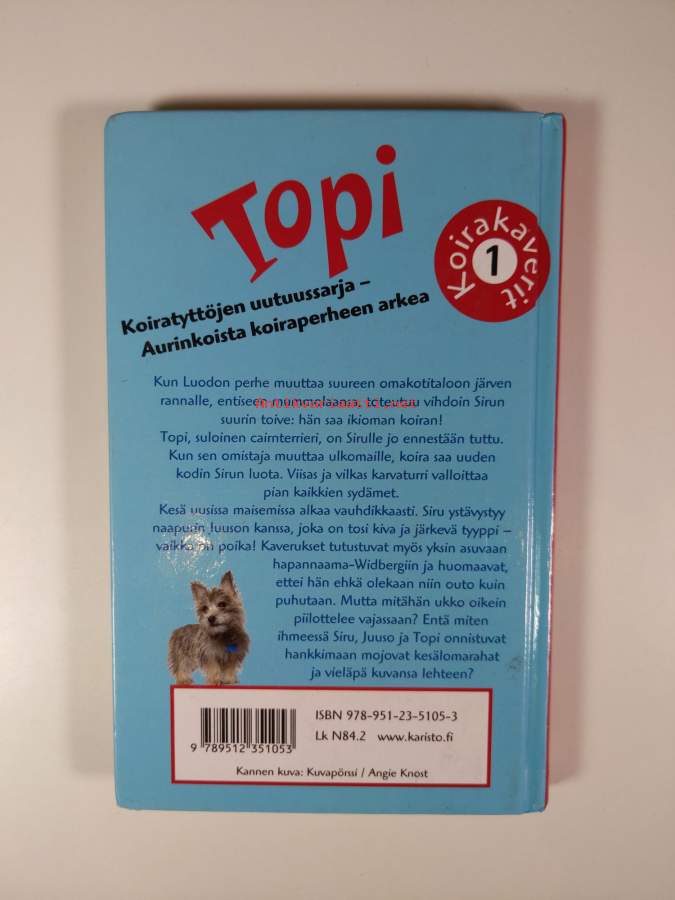 Topi
Koirakaverit
1
Koiratyttöjen uutuussarja –
Aurinkoista koiraperheen arkea
Kun Luodon perhe muuttaa suureen omakotitaloon järven
rannalle, entiseen mummolaansa, toteutuu vihdoin Sirun
suurin toive: hän saa ikioman koiran!
Topi, suloinen cairnterrieri, on Sirulle jo ennestään tuttu.
Kun sen omistaja muuttaa ulkomaille, koira saa uuden
kodin Sirun luota. Viisas ja vilkas karvaturri valloittaa
pian kaikkien sydämet.
Kesä uusissa maisemissa alkaa vauhdikkaasti. Siru ystävystyy
naapurin Juuson kanssa, joka on tosi kiva ja järkevä tyyppi –
vaikka on poika! Kaverukset tutustuvat myös yksin asuvaan
hapannaama-Widbergiin ja huomaavat,
ettei hän ehkä olekaan niin outo kuin
puhutaan. Mutta mitähän ukko oikein
piilottelee vajassaan? Entä miten
ihmeessä Siru, Juuso ja Topi onnistuvat
hankkimaan mojovat kesälomarahat
ja vieläpä kuvansa lehteen?
ISBN 978-951-23-5105-3
Lk N84.2 www.karisto.fi
9 789512 351053
Kannen kuva: Kuvapörssi / Angie Knost